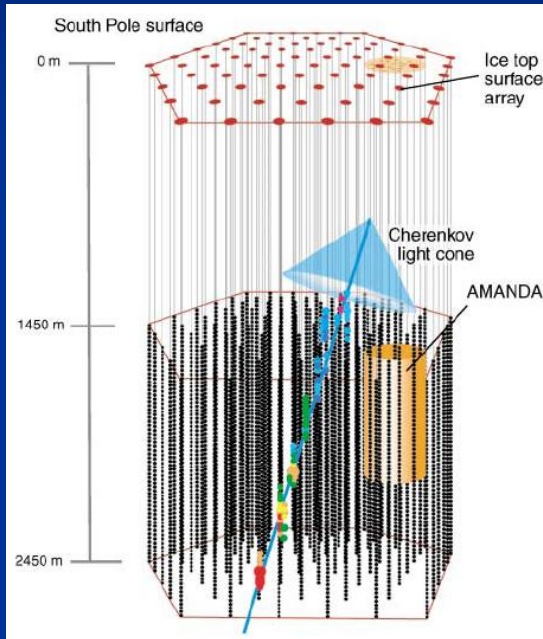 South Pole surface
0 m
Ice top
surface
array
Cherenkov
light cone
AMANDA
1450 m
2450 m